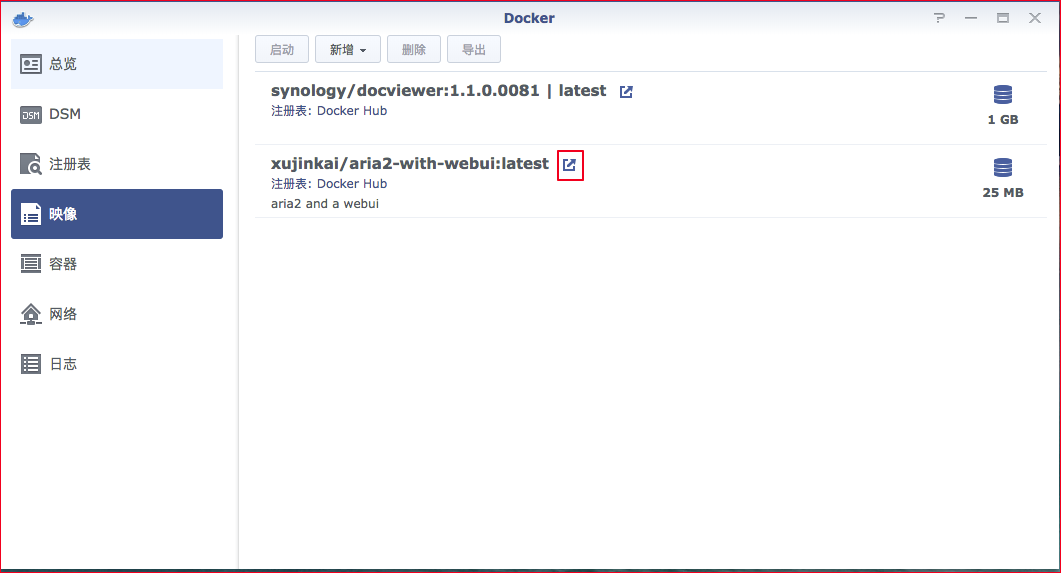 Docker
启动 新增 删除 导出
总览
DSM
注册表
映像
容器
网络
日志
synology/docviewer:1.1.0.0081 | latest
注册表: Docker Hub
1 GB
xujinkai/aria2-with-webui:latest
注册表: Docker Hub
aria2 and a webui
25 MB